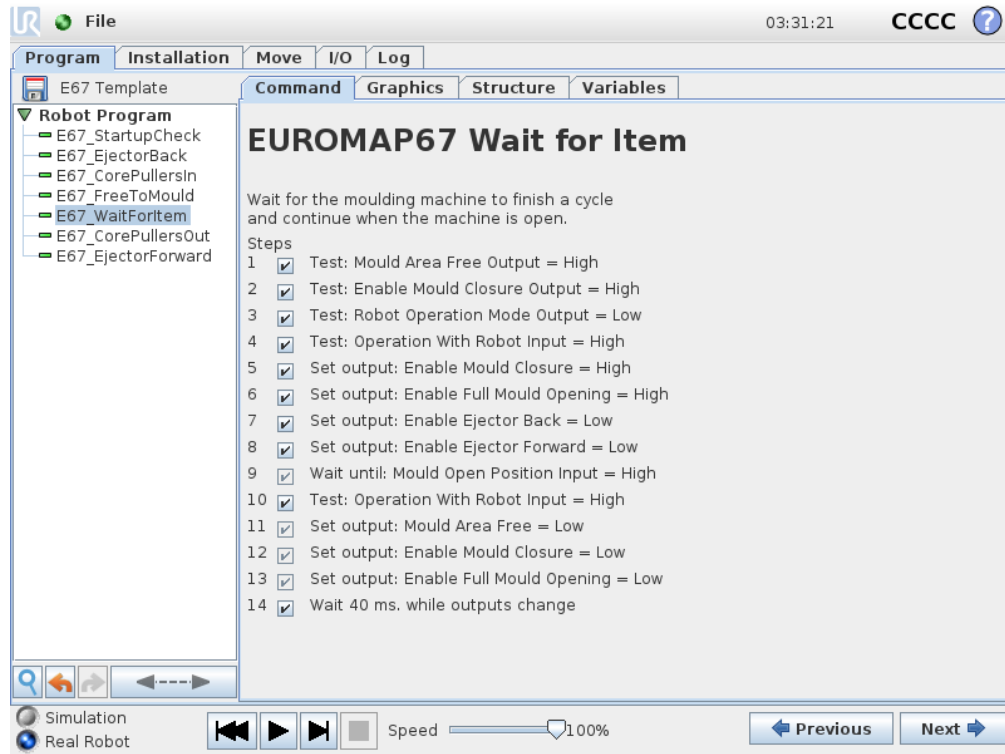 UR File 03:31:21 CCCC ?
Program Installation Move I/O Log
E67 Template
Command Graphics Structure Variables
Robot Program
E67_StartupCheck
E67_EjectorBack
E67_CorePullersIn
E67_FreeToMould
E67_WaitForItem
E67_CorePullersOut
E67_EjectorForward
EUROMAP67 Wait for Item
Wait for the moulding machine to finish a cycle
and continue when the machine is open.
Steps
1 Test: Mould Area Free Output = High
2 Test: Enable Mould Closure Output = High
3 Test: Robot Operation Mode Output = Low
4 Test: Operation With Robot Input = High
5 Set output: Enable Mould Closure = High
6 Set output: Enable Full Mould Opening = High
7 Set output: Enable Ejector Back = Low
8 Set output: Enable Ejector Forward = Low
9 Wait until: Mould Open Position Input = High
10 Test: Operation With Robot Input = High
11 Set output: Mould Area Free = Low
12 Set output: Enable Mould Closure = Low
13 Set output: Enable Full Mould Opening = Low
14 Wait 40 ms. while outputs change
Simulation
Real Robot
Speed 100%
Previous Next